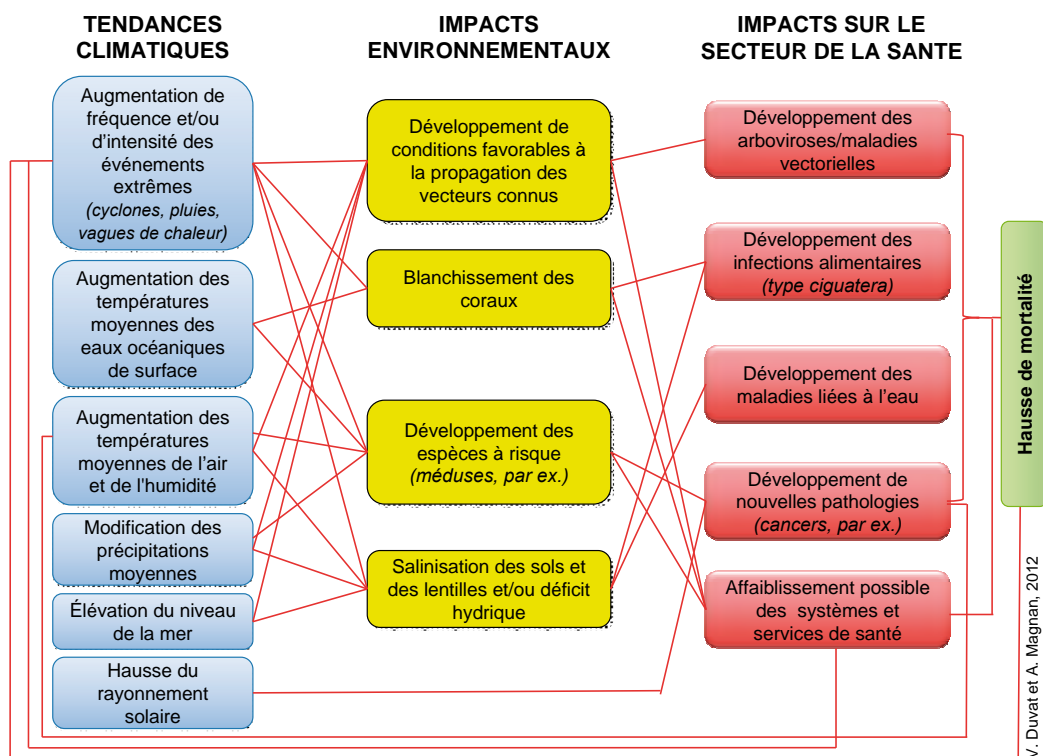 TENDANCES
CLIMATIQUES
IMPACTS
ENVIRONNEMENTAUX
IMPACTS SUR LE
SECTEUR DE LA SANTE
Augmentation de
fréquence et/ou
d'intensité des
événements
extrêmes
(cyclones, pluies,
vagues de chaleur)
Augmentation des
températures
moyennes des
eaux océaniques
de surface
Augmentation des
températures
moyennes de l'air
et de l'humidité
Modification des
précipitations
moyennes
Élévation du niveau
de la mer
Hausse du
rayonnement
solaire
Développement de
conditions favorables à
la propagation des
vecteurs connus
Blanchissement des
coraux
Développement des
espèces à risque
(méduses, par ex.)
Salinisation des sols et
des lentilles et/ou déficit
hydrique
Développement des
arboviroses/maladies
vectorielles
Développement des
infections alimentaires
(type ciguatera)
Développement des
maladies liées à l'eau
Développement de
nouvelles pathologies
(cancers, par ex.)
Affaiblissement possible
des systèmes et
services de santé
Hausse de mortalité
V. Duvat et A. Magnan, 2012